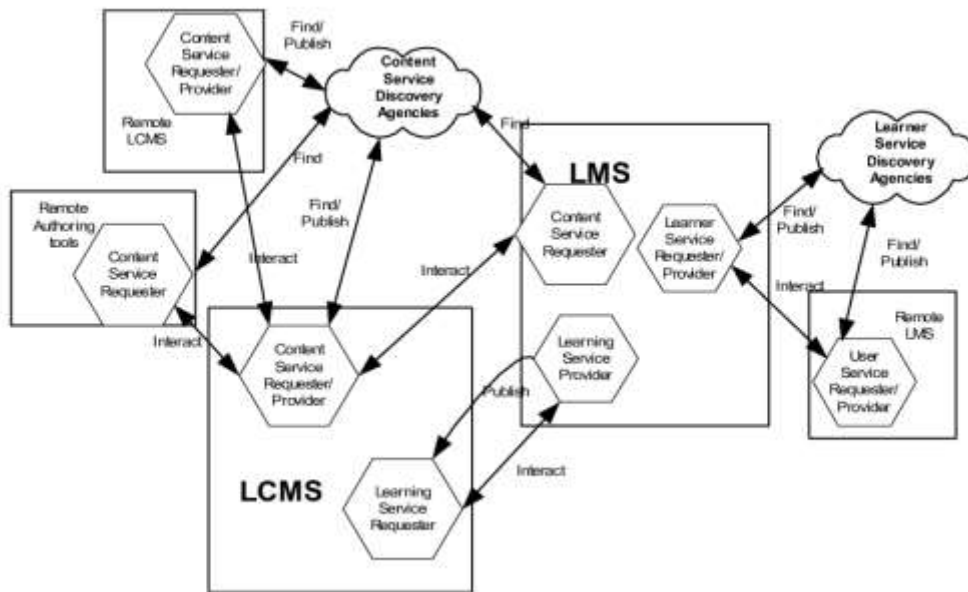 Find/
Publish
Content
Service
Requester/
Provider
Remote
LCMS
Content
Service
Discovery
Agencies
Find
Find
Find/
Publish
LMS
Learner
Service
Discovery
Agencies
Remote
Authoring
tools
Content
Service
Requester
Interact
Interact
Content
Service
Requester
Learner
Service
Requester/
Provider
Find/
Publish
Find/
Publish
Interact
Interact
Remote
LMS
User
Service
Requester/
Provider
Interact
Content
Service
Requester/
Provider
Learning
Service
Provider
Publish
Interact
LCMS
Learning
Service
Requester